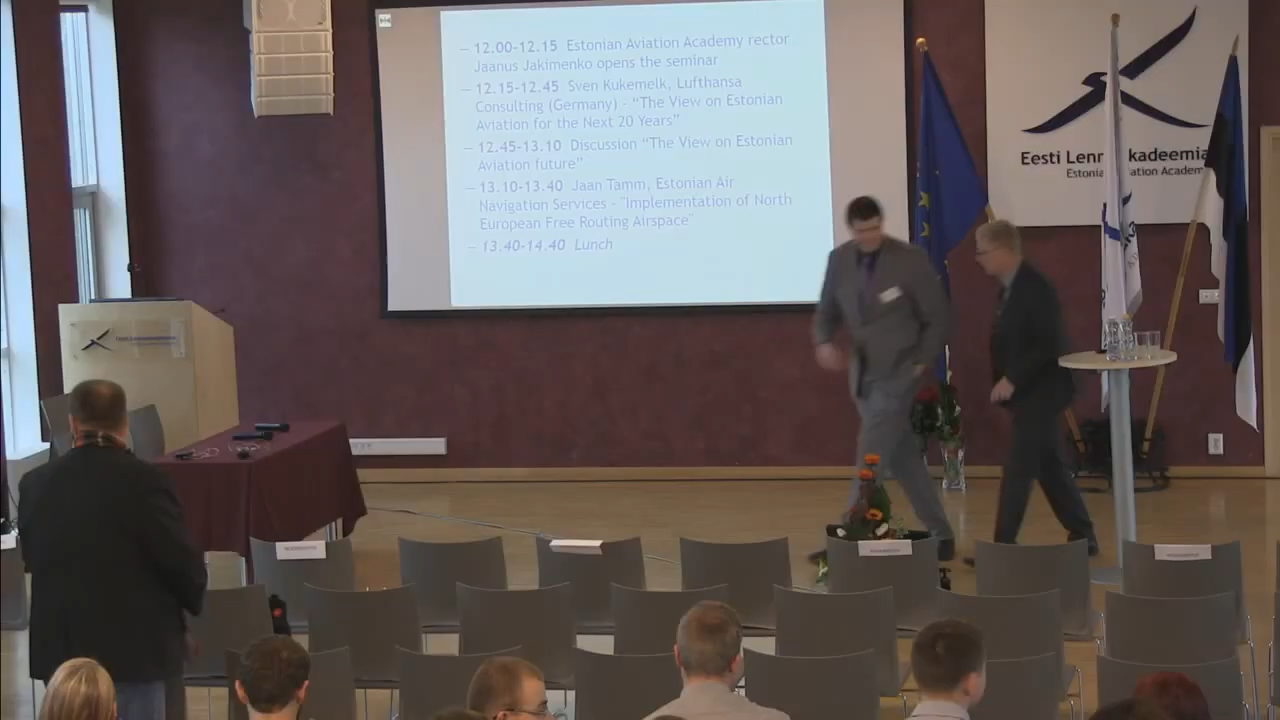 – 12.00-12.15 Estonian Aviation Academy rector
Jaanus Jakimenko opens the seminar
– 12.15-12.45 Sven Kukemelk, Lufthansa
Consulting (Germany) - “The View on Estonian
Aviation for the Next 20 Years”
– 12.45-13.10 Discussion “The View on Estonian
Aviation future”
– 13.10-13.40 Jaan Tamm, Estonian Air
Navigation Services - "Implementation of North
European Free Routing Airspace"
– 13.40-14.40 Lunch
Eesti Lenn kadeemia
Estonia iation Academ